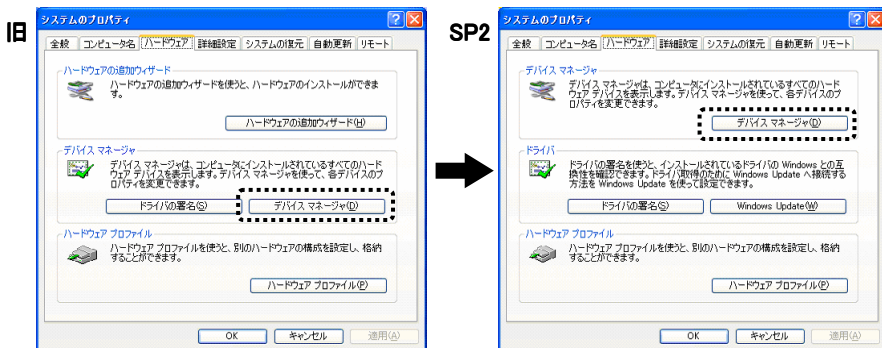 旧
システムのプロパティ
全般 コンピュータ名 ハードウェア 詳細設定 システムの復元 自動更新 リモート
ハードウェアの追加ウィザード
ハードウェアの追加ウィザードを使うと、ハードウェアのインストールができま
す。
ハードウェアの追加ウィザード(H)
デバイス マネージャ
デバイス マネージャは、コンピュータにインストールされているすべてのハード
ウェア デバイスを表示します。デバイス マネージャを使って、各デバイスのプ
ロパティを変更できます。
ドライバの署名(S) デバイス マネージャ(D)
ハードウェア プロファイル
ハードウェア プロファイルを使うと、別のハードウェアの構成を設定し、格納
することができます。
ハードウェア プロファイル(P)
OK キャンセル 適用(A)
SP2
システムのプロパティ
全般 コンピュータ名 ハードウェア 詳細設定 システムの復元 自動更新 リモート
デバイス マネージャ
デバイス マネージャは、コンピュータにインストールされているすべてのハード
ウェア デバイスを表示します。デバイス マネージャを使って、各デバイスのプ
ロパティを変更できます。
デバイス マネージャ(D)
ドライバ
ドライバの署名を使うと、インストールされているドライバの Windows との互
換性を確認できます。ドライバ取得のために Windows Update へ接続する
方法を Windows Update を使って設定できます。
ドライバの署名(S) Windows Update(W)
ハードウェア プロファイル
ハードウェア プロファイルを使うと、別のハードウェアの構成を設定し、格納
することができます。
ハードウェア プロファイル(P)
OK キャンセル 適用(A)